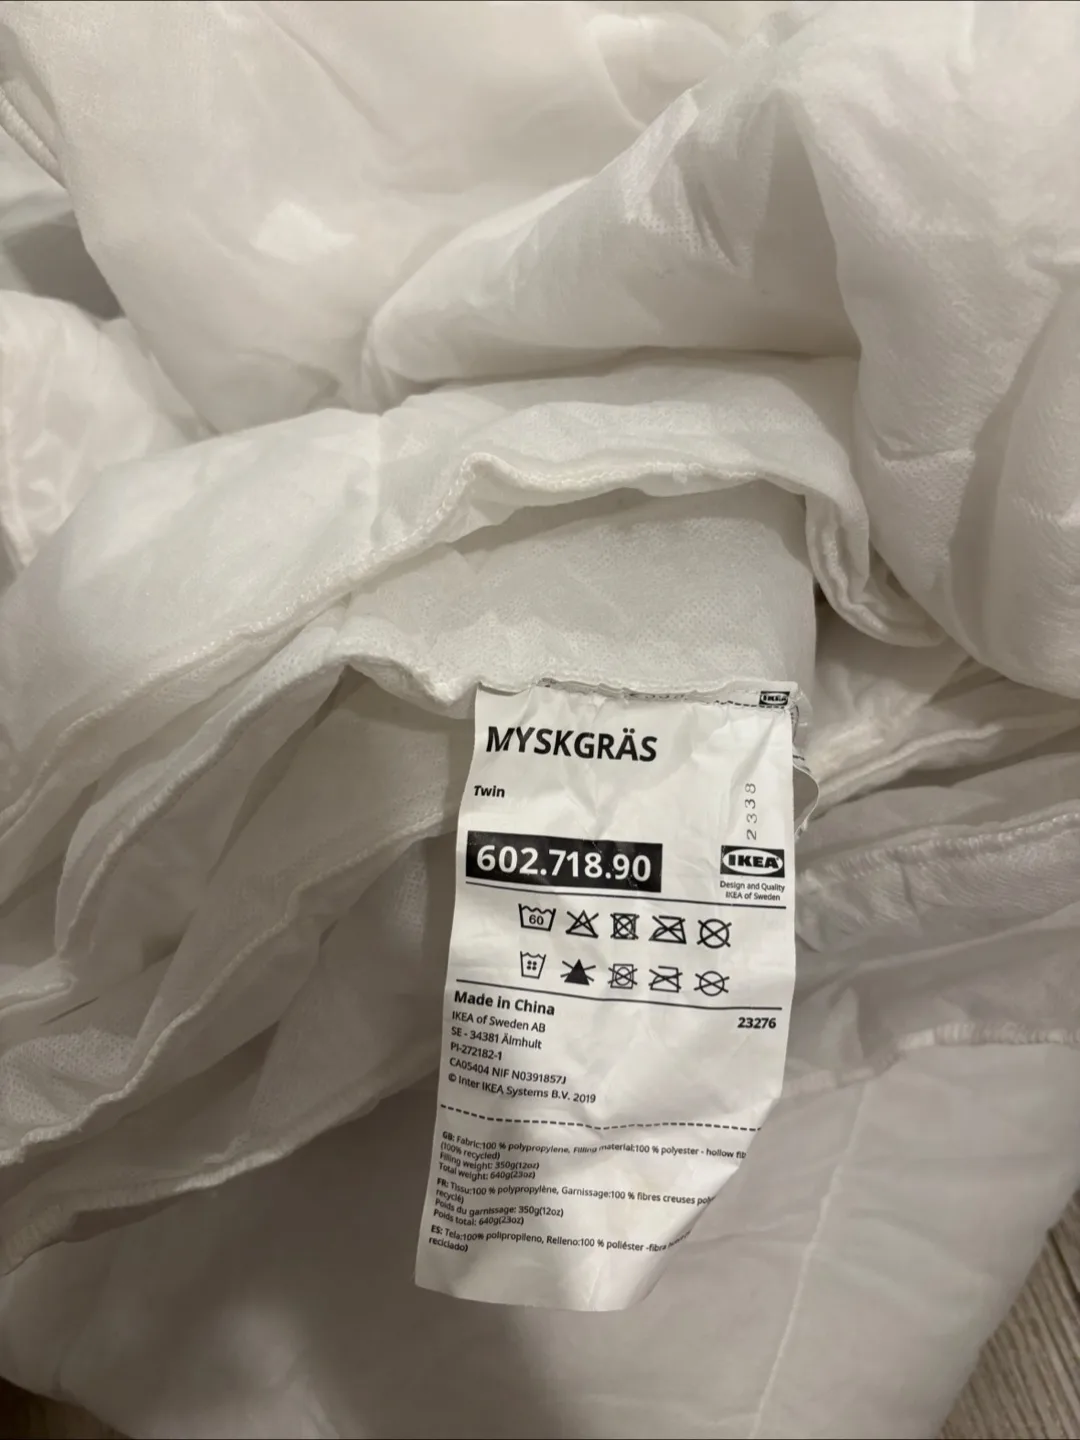 IKEA
MYSKGRÄS
Twin
2338
602.718.90
IKEA
Design and Quality
IKEA of Sweden
60
Made in China
23276
IKEA of Sweden AB
SE - 34381 Älmhult
PI-272182-1
CA05404 NIF N0391857J
© Inter IKEA Systems B.V. 2019
GB: Fabric:100 % polypropylene, Filling material:100 % polyester - hollow fib
(100% recycled)
Filling weight: 350g(12oz)
Total weight: 640g(23oz)
FR: Tissu:100 % polypropylène, Garnissage:100 % fibres creuses poly
recyclé)
Poids du garnissage: 350g(12oz)
Poids total: 640g(23oz)
ES: Tela:100% polipropileno, Relleno:100 % poliéster -fibra
reciclado)